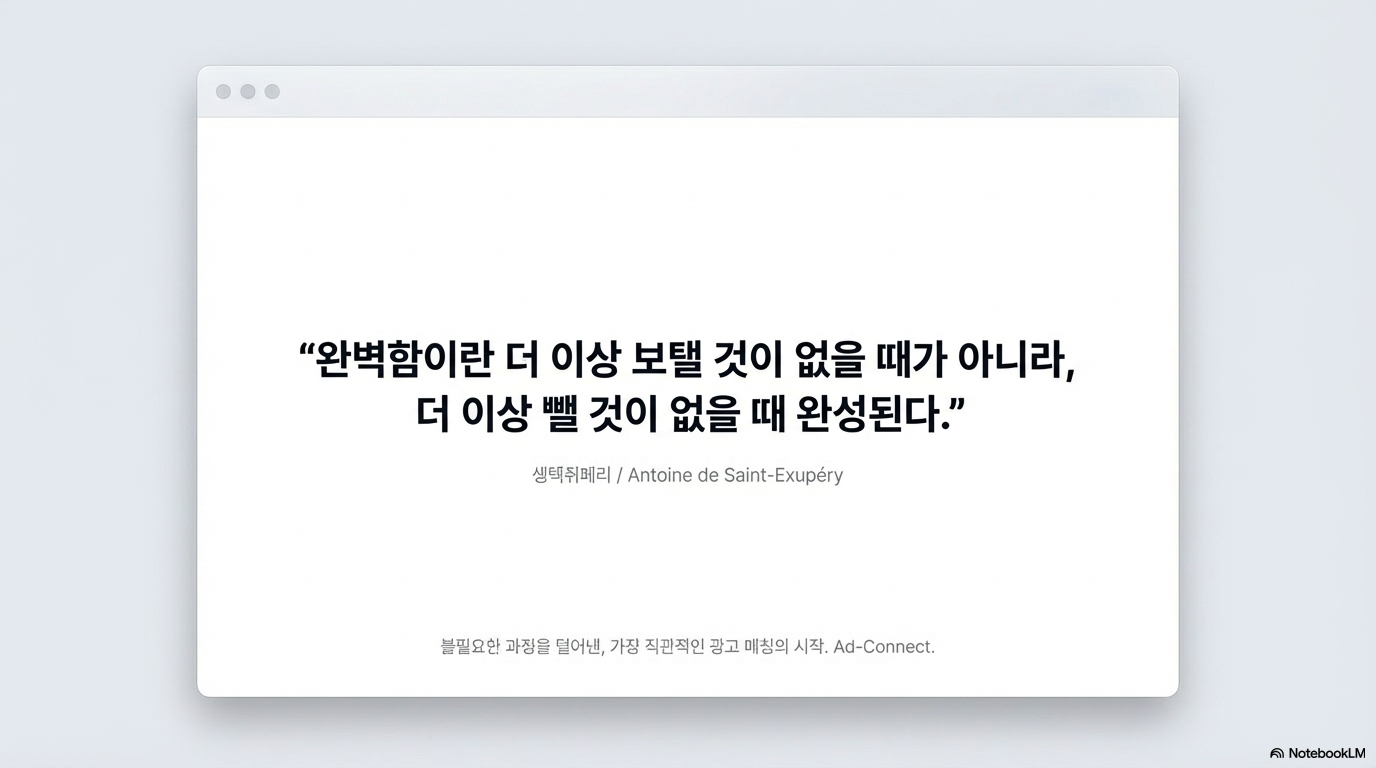 “완벽함이란 더 이상 보탤 것이 없을 때가 아니라,
더 이상 뺄 것이 없을 때 완성된다.”
생텍쥐페리 / Antoine de Saint-Exupéry
불필요한 과정을 덜어낸, 가장 직관적인 광고 매칭의 시작. Ad-Connect.
NotebookLM